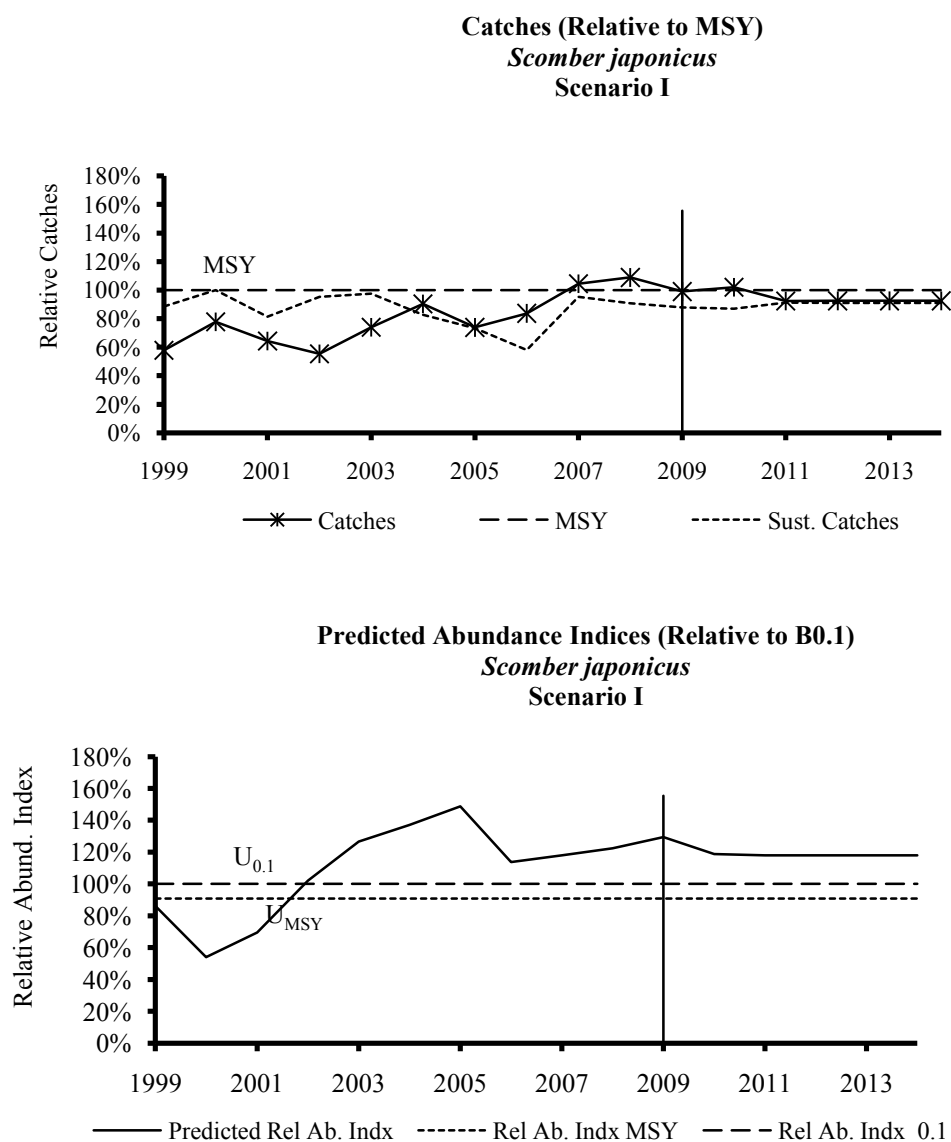 Catches (Relative to MSY)
Scomber japonicus
Scenario I
Relative Catches
180%
160%
140%
120%
100%
80%
60%
40%
20%
0%
MSY
1999 2001 2003 2005 2007 2009 2011 2013
Catches MSY Sust. Catches
Predicted Abundance Indices (Relative to B0.1)
Scomber japonicus
Scenario I
Relative Abund. Index
180%
160%
140%
120%
100%
80%
60%
40%
20%
0%
U0.1
UMSY
1999 2001 2003 2005 2007 2009 2011 2013
Predicted Rel Ab. Indx Rel Ab. Indx MSY Rel Ab. Indx 0.1